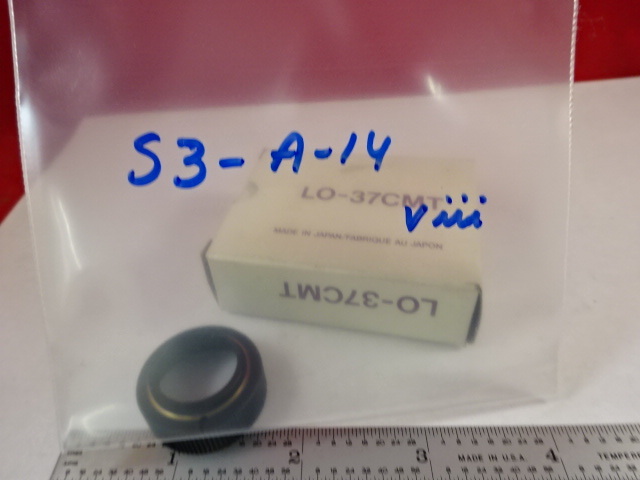 S3-A-14
viii
LO-37CMT
MADE IN JAPAN/FABRIQUE AU JAPON
LO-37CMT
1 2 3 MADE IN U.S.A. 4 TEMPER